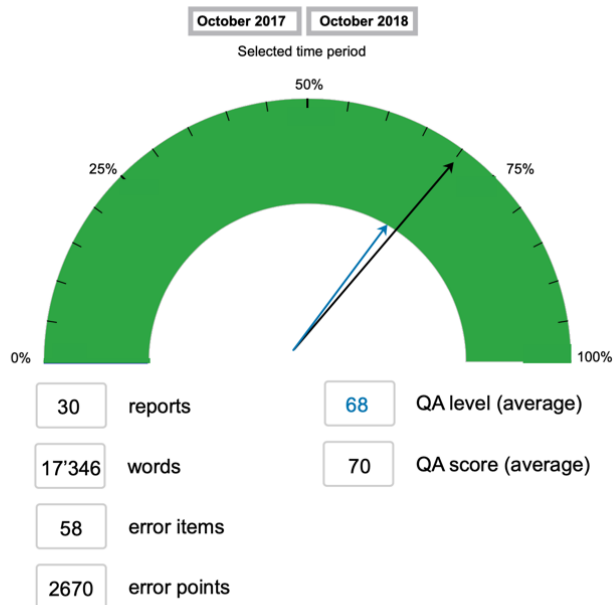 October 2017 October 2018
Selected time period
50%
25% 75%
0% 100%
30 reports 68 QA level (average)
17’346 words 70 QA score (average)
58 error items
2670 error points